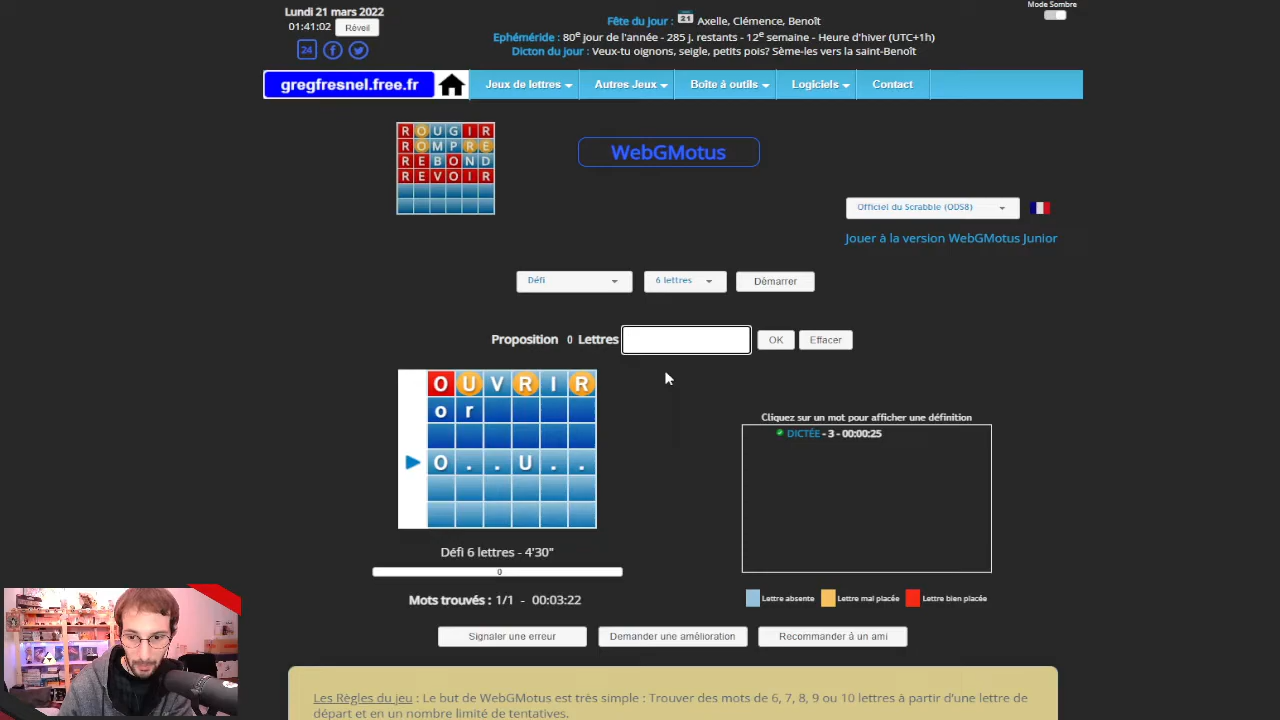 Lundi 21 mars 2022
01:41:02 Réveil
24
Fête du jour : 21 Axelle, Clémence, Benoît
Ephéméride : 80e jour de l'année - 285 j. restants - 12e semaine - Heure d'hiver (UTC+1h)
Dicton du jour : Veux-tu oignons, seigle, petits pois? Sème-les vers la saint-Benoît
Mode Sombre
gregfresnel.free.fr Jeux de lettres Autres Jeux Boîte à outils Logiciels Contact
ROUGIR
ROMPRE
REBOND
REVOIR
WebGMotus
Officiel du Scrabble (ODS8)
Jouer à la version WebGMotus Junior
Défi 6 lettres Démarrer
Proposition 0 Lettres OK Effacer
O U V R I R
o r
O . . U . .
Cliquez sur un mot pour afficher une définition
DICTÉE - 3 - 00:00:25
Défi 6 lettres - 4'30"
0
Mots trouvés : 1/1 - 00:03:22
Lettre absente Lettre mal placée Lettre bien placée
Signaler une erreur Demander une amélioration Recommander à un ami
Les Règles du jeu : Le but de WebGMotus est très simple : Trouver des mots de 6, 7, 8, 9 ou 10 lettres à partir d'une lettre de
départ et en un nombre limité de tentatives.